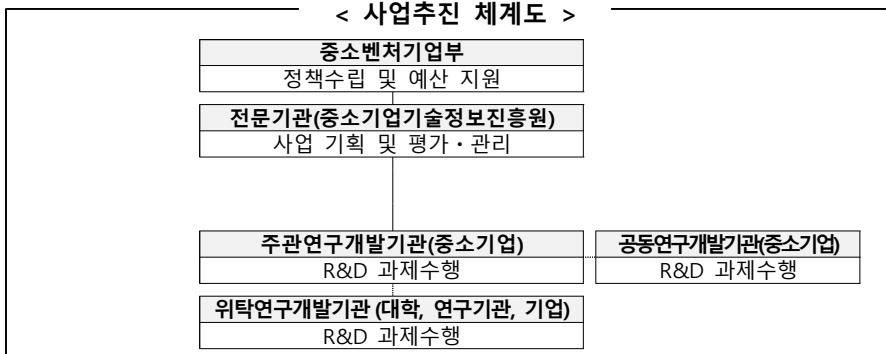 < 사업추진 체계도 >
중소벤처기업부
정책수립 및 예산 지원
전문기관(중소기업기술정보진흥원)
사업 기획 및 평가・관리
주관연구개발기관(중소기업)
공동연구개발기관(중소기업)
R&D 과제수행
R&D 과제수행
위탁연구개발기관 (대학, 연구기관, 기업)
R&D 과제수행